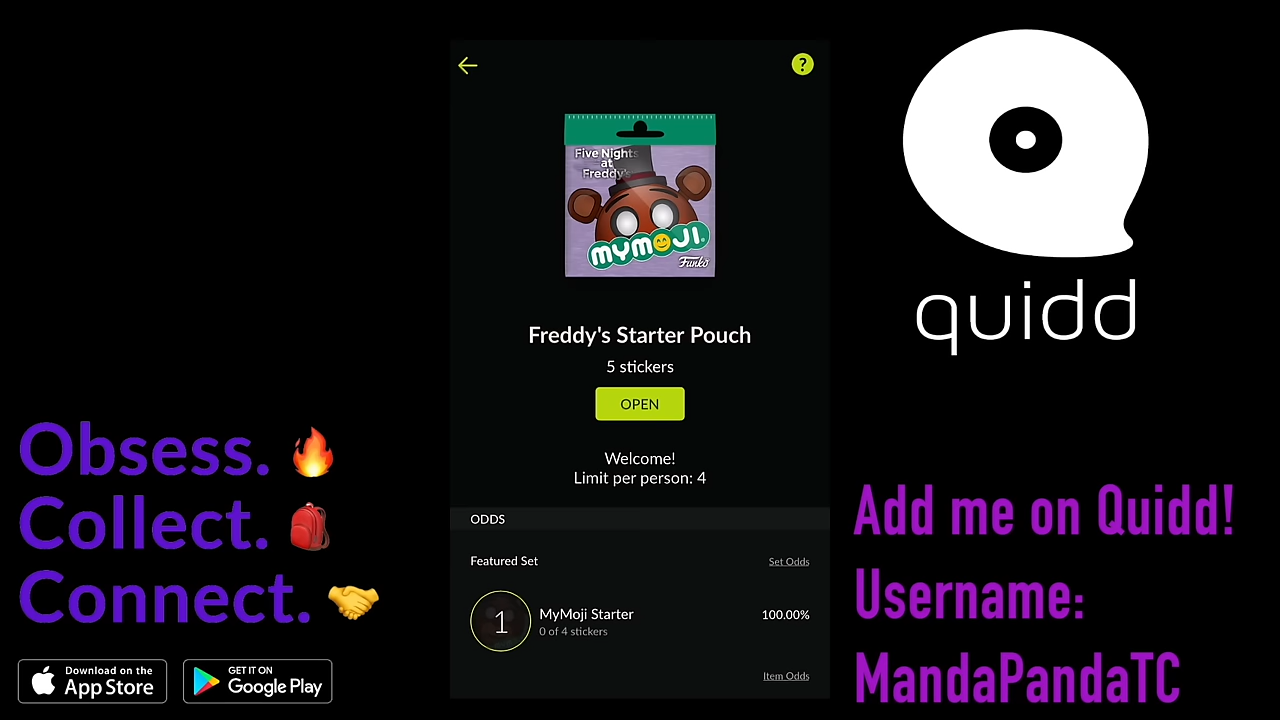 Obsess.
Collect.
Connect.
Download on the
App Store
GET IT ON
Google Play
?
Five Nights
at
Freddy's
MYMOJI
Funko
Freddy's Starter Pouch
5 stickers
OPEN
Welcome!
Limit per person: 4
ODDS
Featured Set
Set Odds
1
MyMoji Starter
100.00%
0 of 4 stickers
Item Odds
quidd
Add me on Quidd!
Username:
MandaPandaTC